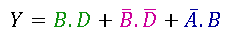 Y = B.D + B̄.D̄ + Ā.B